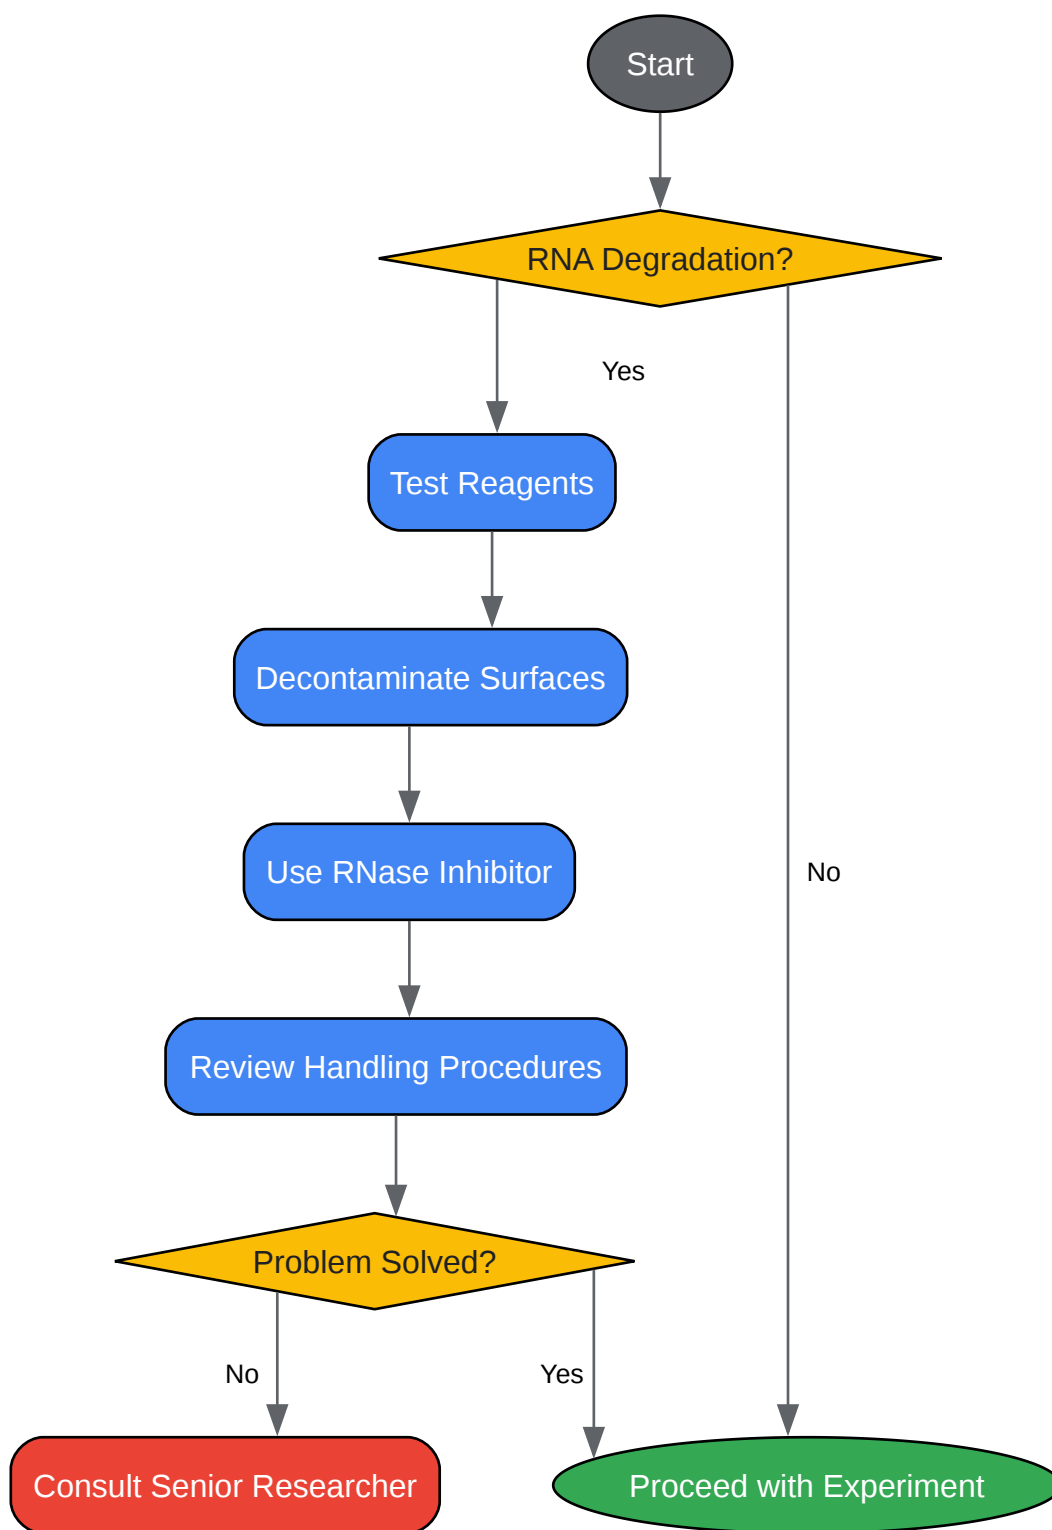 Start
RNA Degradation?
Yes
Test Reagents
Decontaminate Surfaces
Use RNase Inhibitor
No
Review Handling Procedures
Problem Solved?
No
Yes
Consult Senior Researcher
Proceed with Experiment